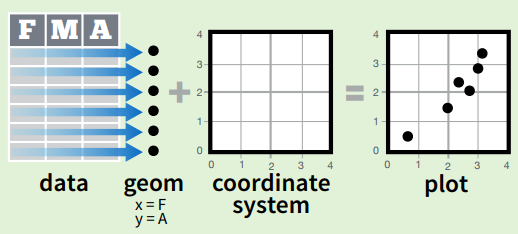 F M A
4
3
2
1
0
0 1 2 3 4
4
3
2
1
0
0 1 2 3 4
+
=
data
geom
x = F
y = A
coordinate
system
plot